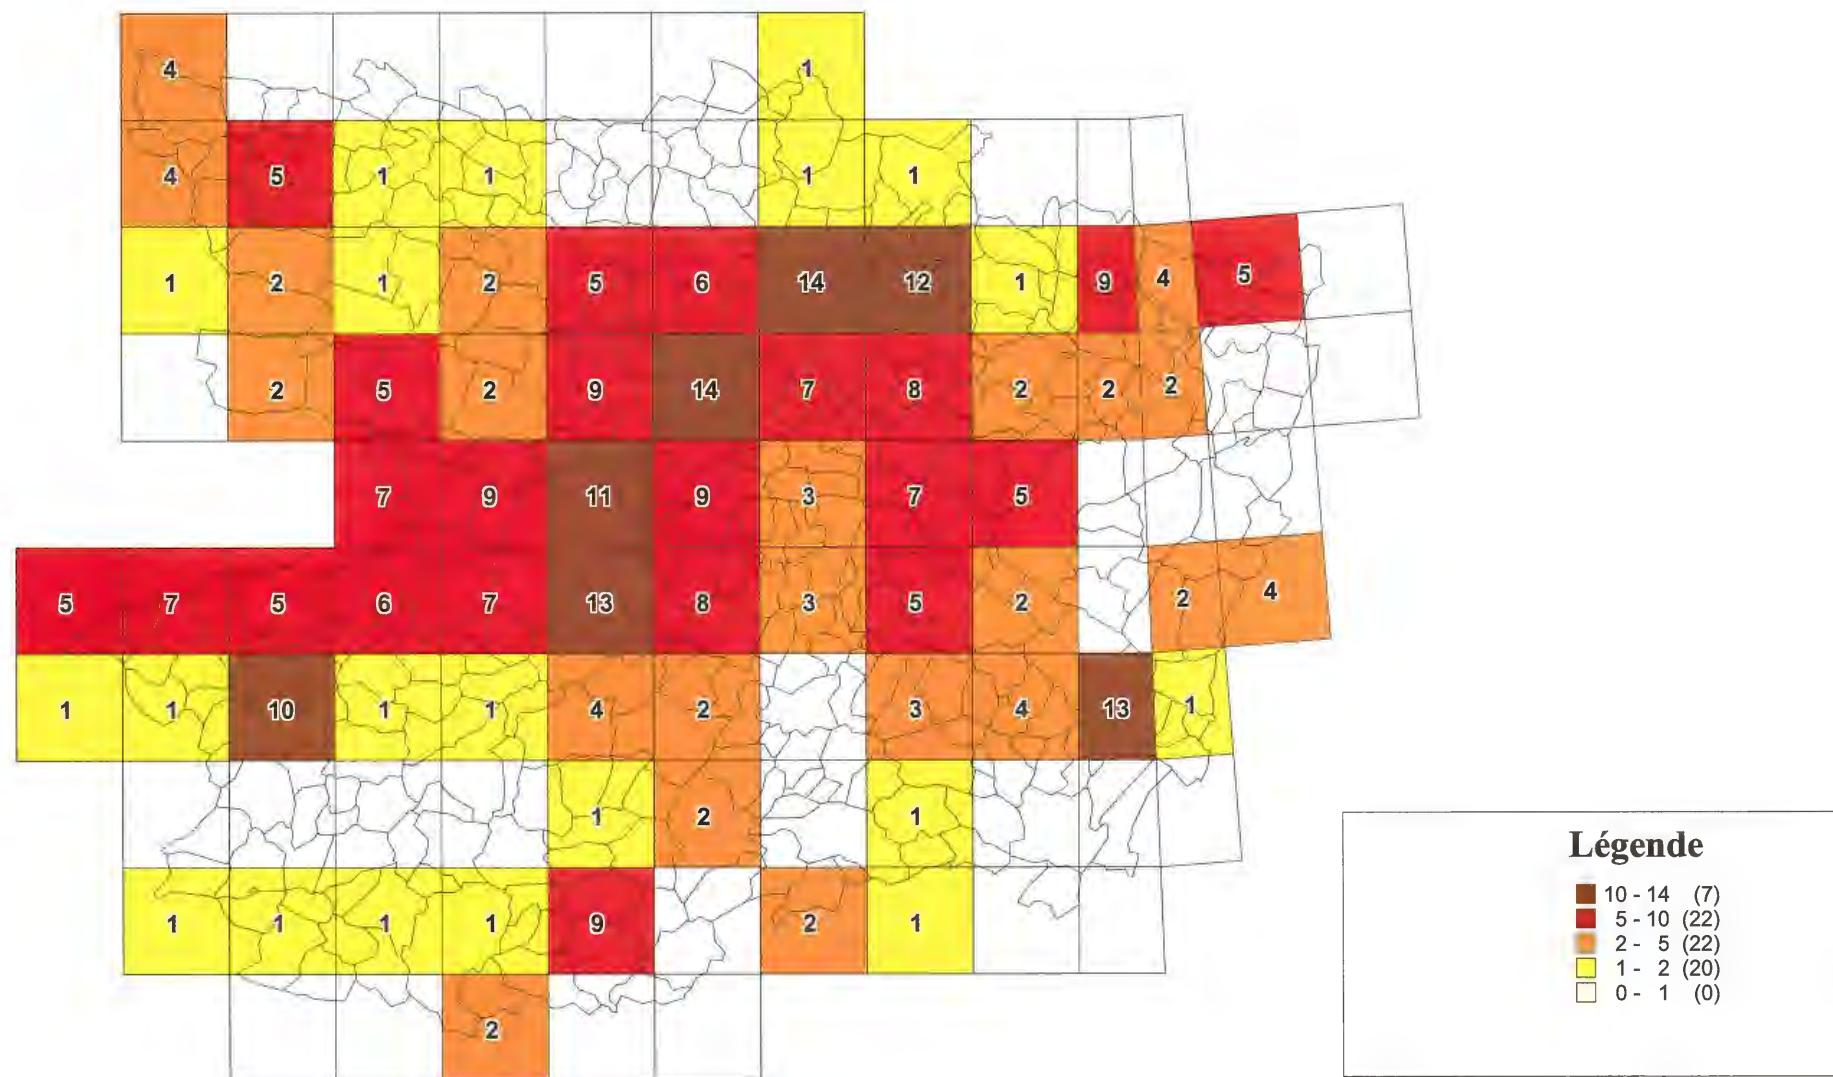 4 1
4 5 1 1 1 1
1 2 1 2 5 6 14 12 1 9 4 5
2 5 2 9 14 7 8 2 2 2
7 9 11 9 3 7 5
5 7 5 6 7 13 8 3 5 2 2 4
1 1 10 1 1 4 2 3 4 13 1
1 2 1
1 1 1 1 9 2 1
2
Légende
10 - 14 (7)
5 - 10 (22)
2 - 5 (22)
1 - 2 (20)
0 - 1 (0)